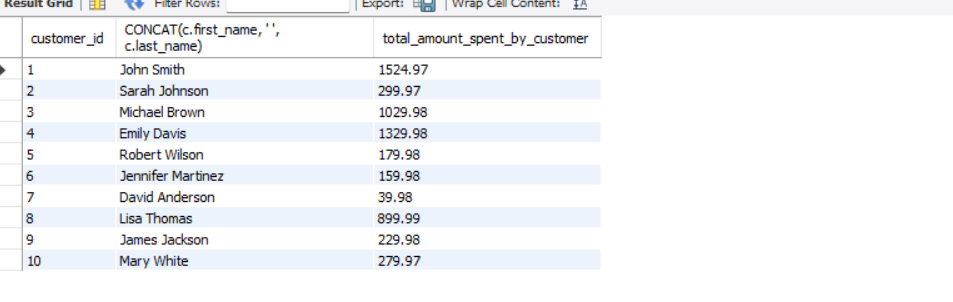 Result Grid | Filter Rows: | Export: | Wrap Cell Content: IA
customer_id CONCAT(c.first_name, ' ', c.last_name) total_amount_spent_by_customer
1 John Smith 1524.97
2 Sarah Johnson 299.97
3 Michael Brown 1029.98
4 Emily Davis 1329.98
5 Robert Wilson 179.98
6 Jennifer Martinez 159.98
7 David Anderson 39.98
8 Lisa Thomas 899.99
9 James Jackson 229.98
10 Mary White 279.97